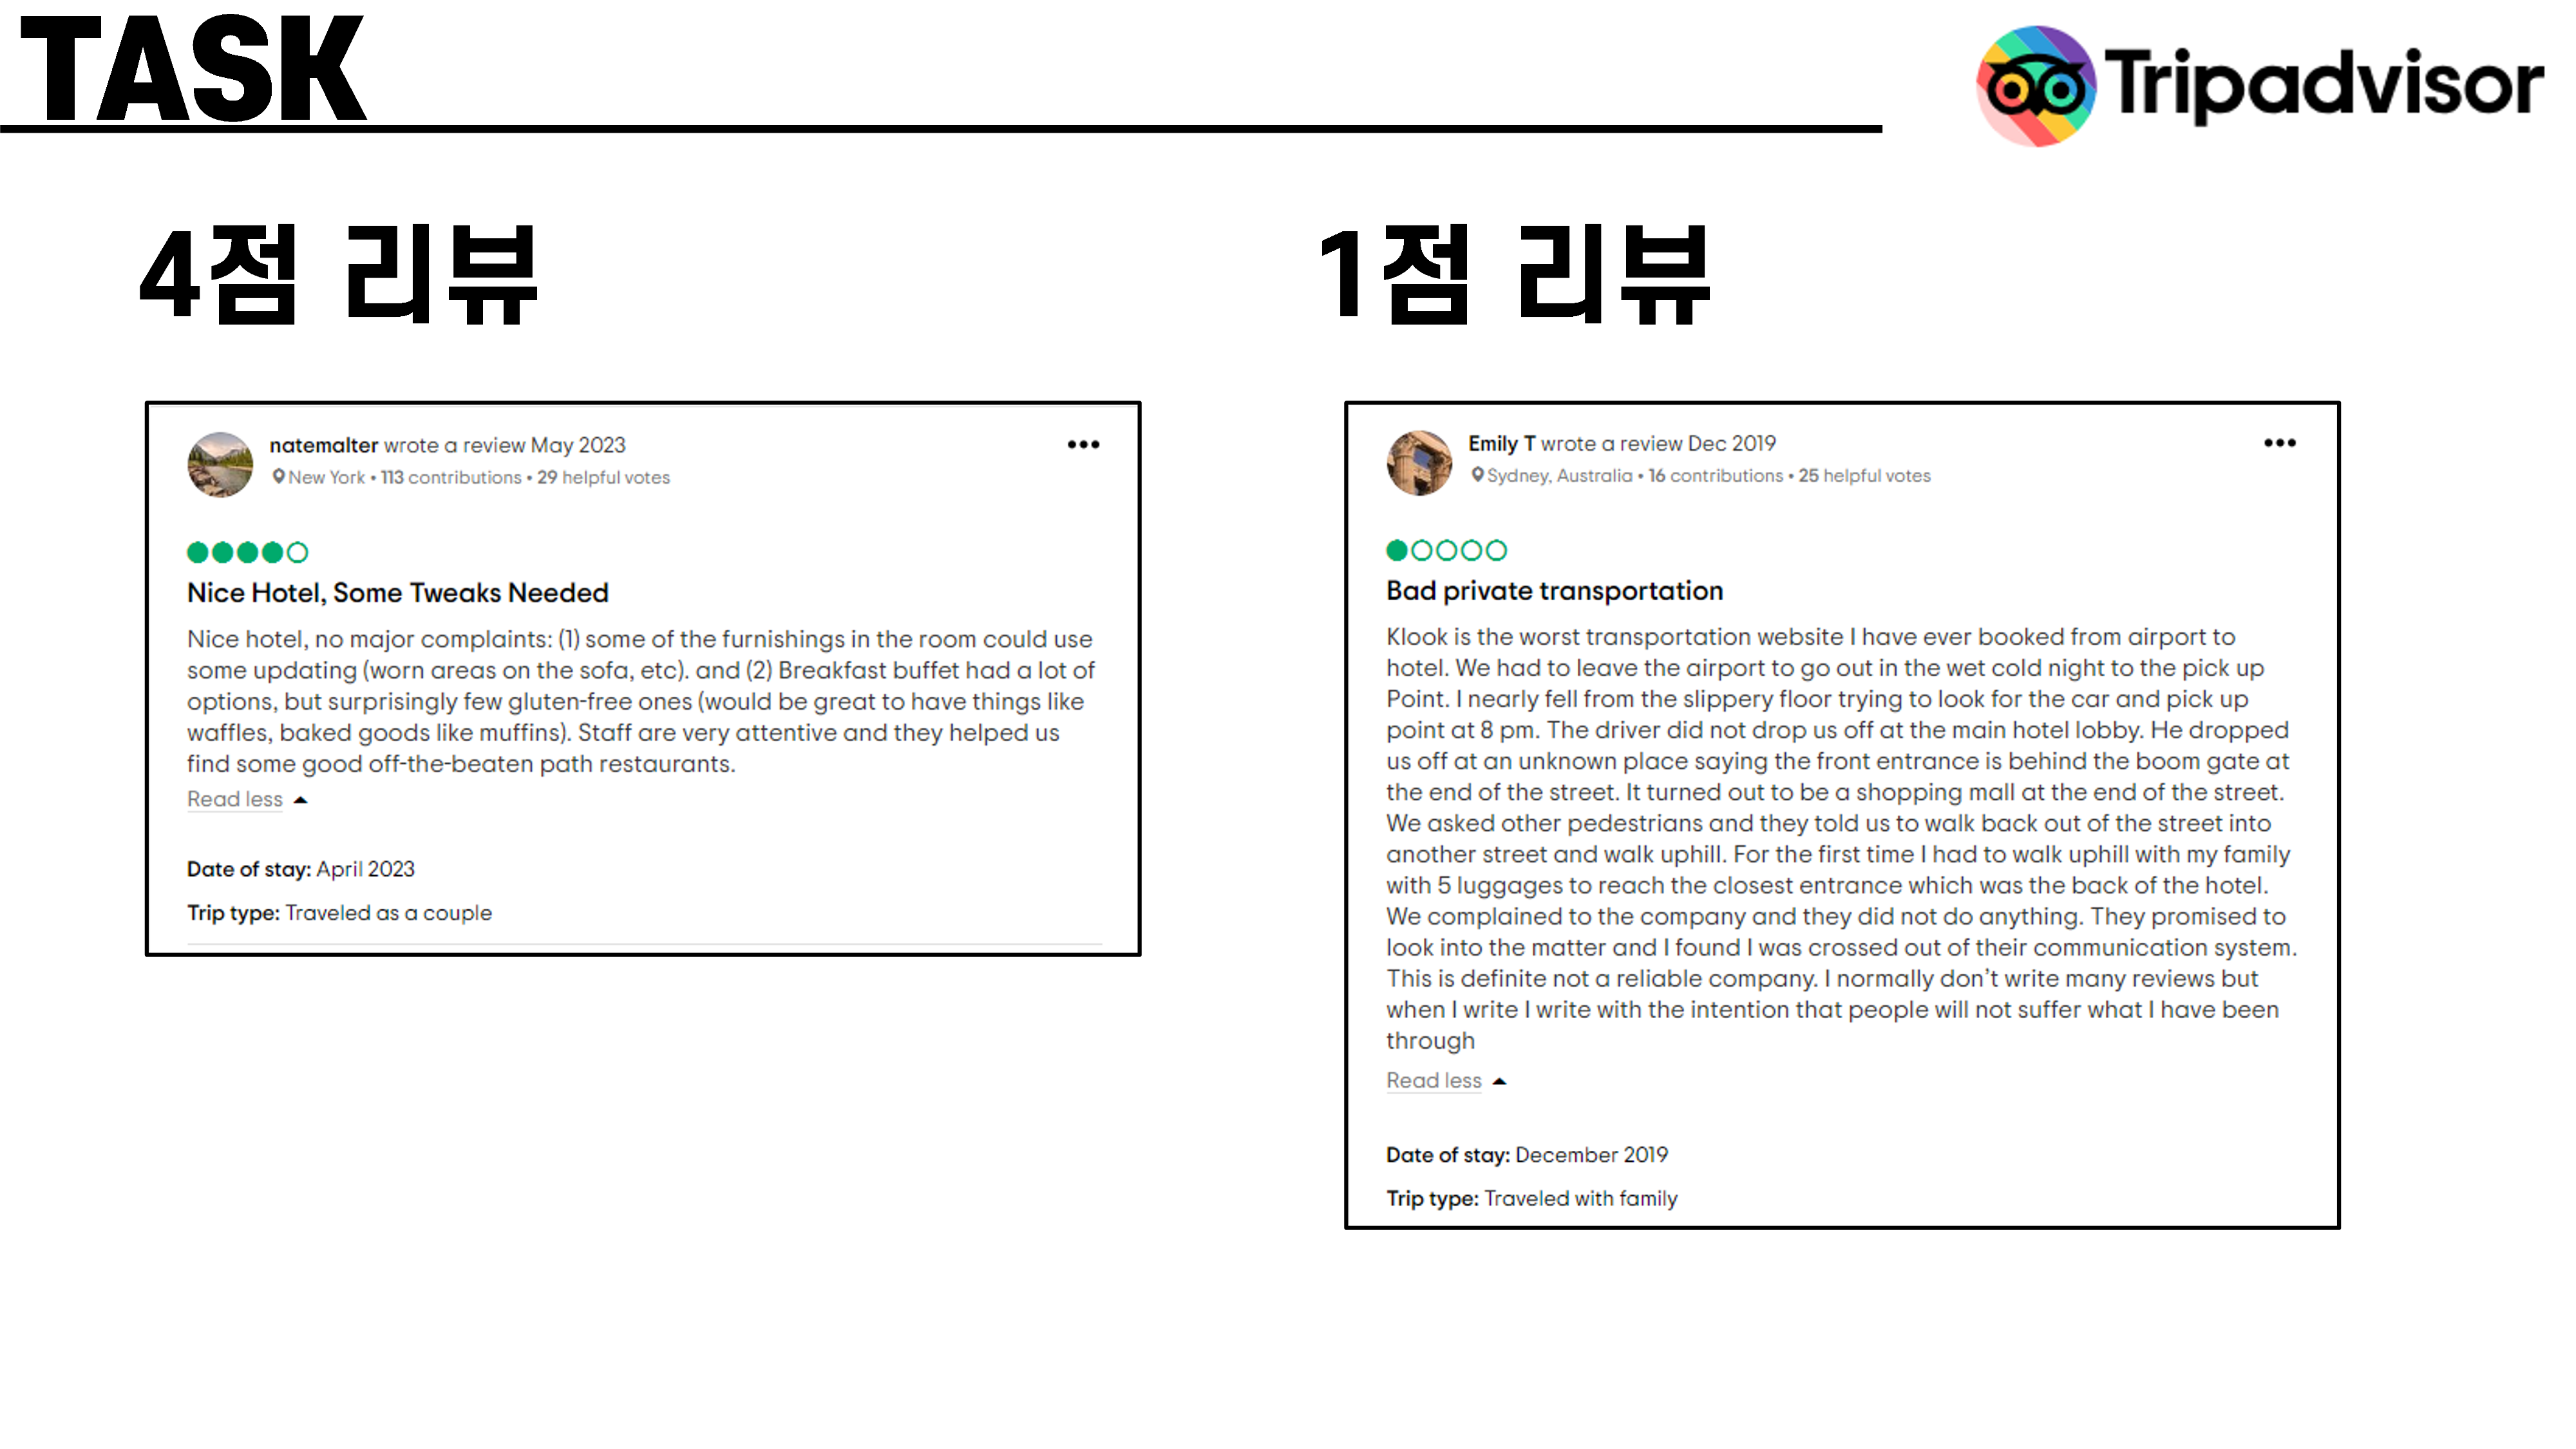 TASK
Tripadvisor
4점 리뷰
natemalter wrote a review May 2023
New York • 113 contributions • 29 helpful votes
Nice Hotel, Some Tweaks Needed
Nice hotel, no major complaints: (1) some of the furnishings in the room could use
some updating (worn areas on the sofa, etc). and (2) Breakfast buffet had a lot of
options, but surprisingly few gluten-free ones (would be great to have things like
waffles, baked goods like muffins). Staff are very attentive and they helped us
find some good off-the-beaten path restaurants.
Read less
Date of stay: April 2023
Trip type: Traveled as a couple
1점 리뷰
Emily T wrote a review Dec 2019
Sydney, Australia • 16 contributions • 25 helpful votes
Bad private transportation
Klook is the worst transportation website I have ever booked from airport to
hotel. We had to leave the airport to go out in the wet cold night to the pick up
Point. I nearly fell from the slippery floor trying to look for the car and pick up
point at 8 pm. The driver did not drop us off at the main hotel lobby. He dropped
us off at an unknown place saying the front entrance is behind the boom gate at
the end of the street. It turned out to be a shopping mall at the end of the street.
We asked other pedestrians and they told us to walk back out of the street into
another street and walk uphill. For the first time I had to walk uphill with my family
with 5 luggages to reach the closest entrance which was the back of the hotel.
We complained to the company and they did not do anything. They promised to
look into the matter and I found I was crossed out of their communication system.
This is definite not a reliable company. I normally don't write many reviews but
when I write I write with the intention that people will not suffer what I have been
through
Read less
Date of stay: December 2019
Trip type: Traveled with family